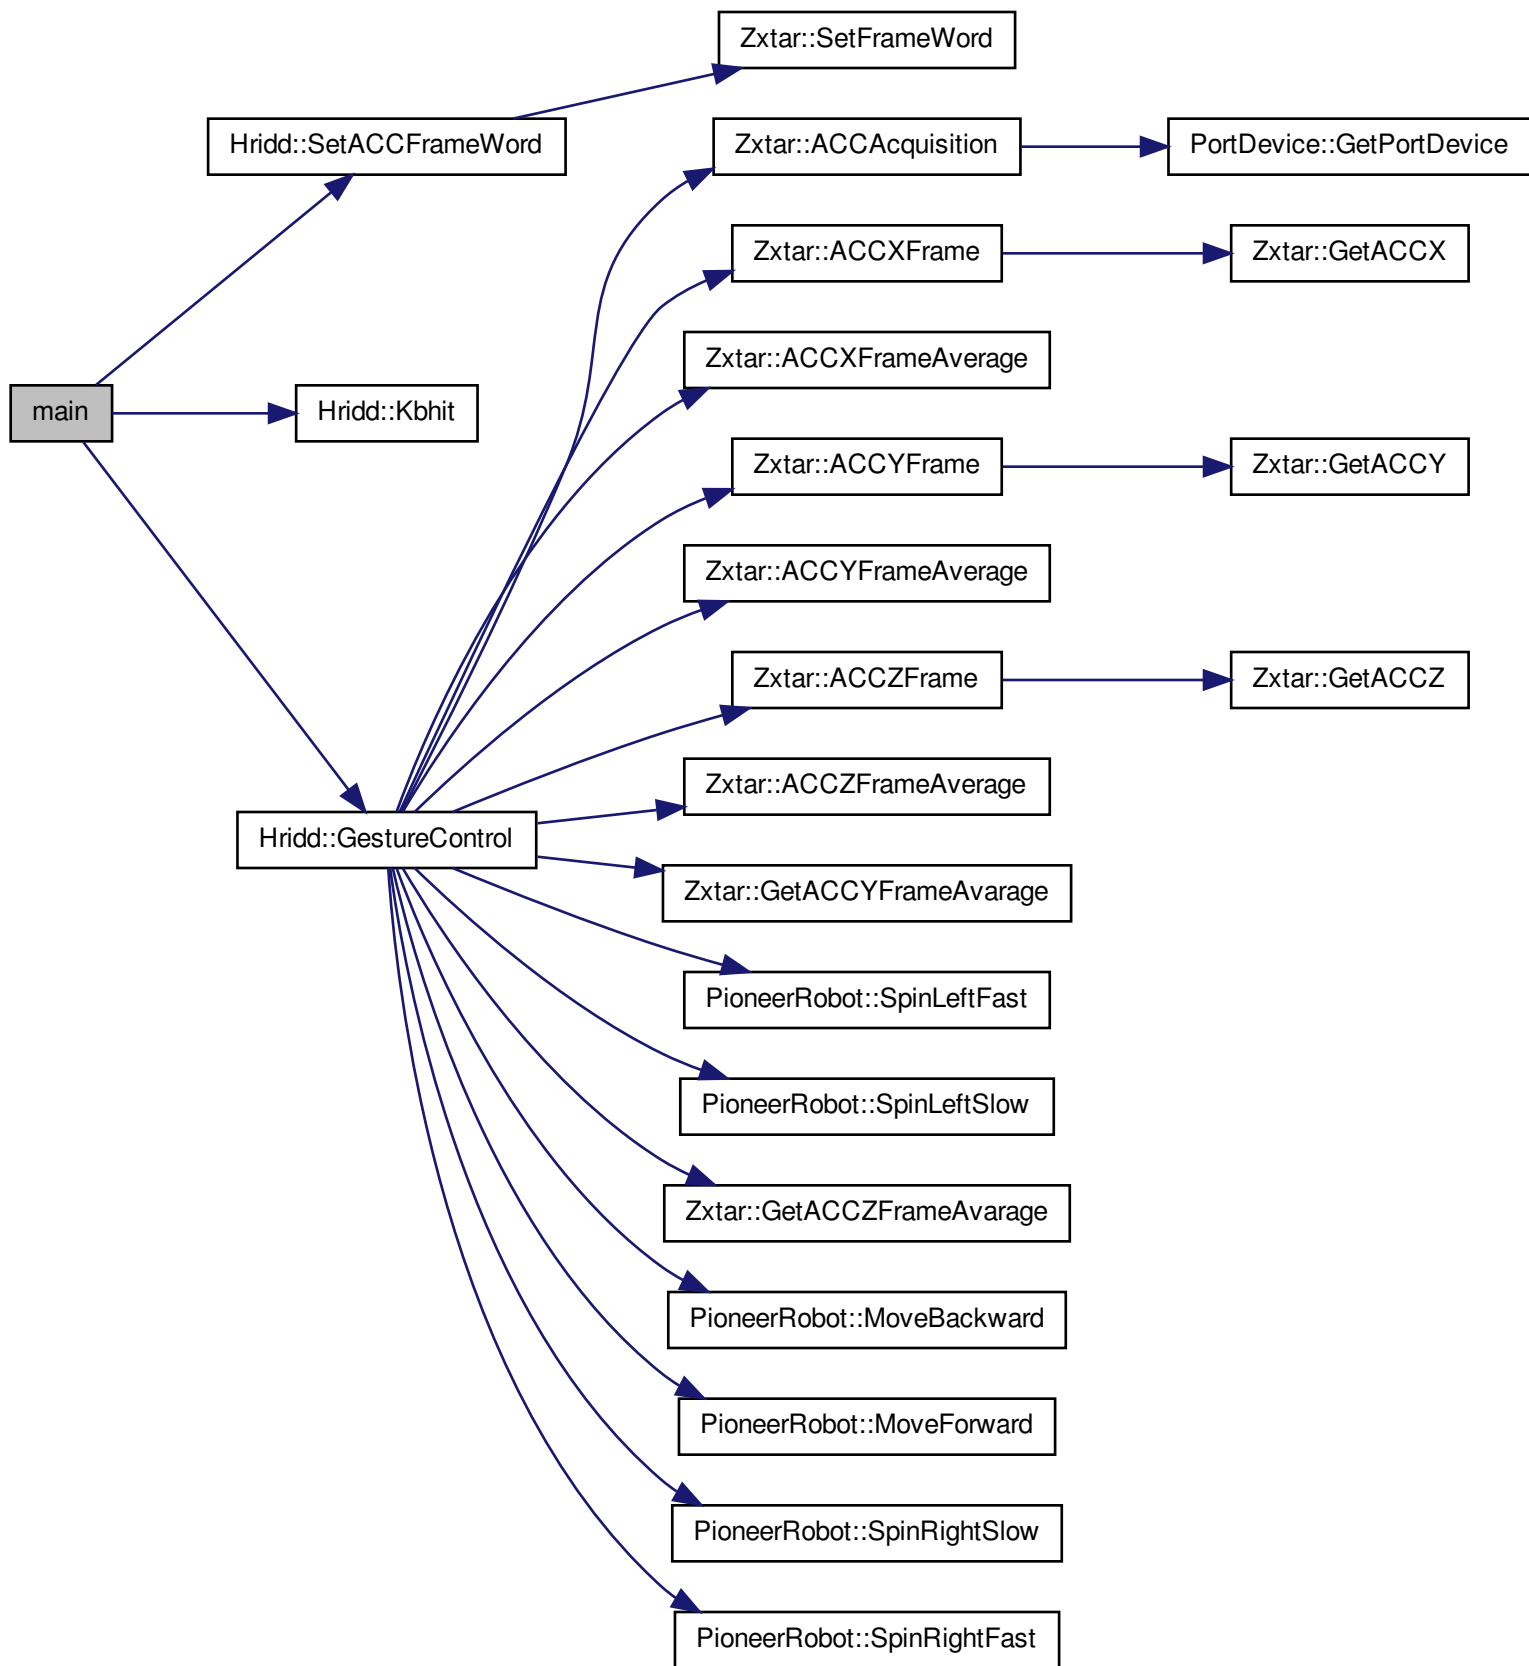 Zxtar::SetFrameWord
Hridd::SetACCFrameWord
Zxtar::ACCAcquisition
PortDevice::GetPortDevice
Zxtar::ACCXFrame
Zxtar::GetACCX
Zxtar::ACCXFrameAverage
main
Hridd::Kbhit
Zxtar::ACCYFrame
Zxtar::GetACCY
Zxtar::ACCYFrameAverage
Zxtar::ACCZFrame
Zxtar::GetACCZ
Zxtar::ACCZFrameAverage
Hridd::GestureControl
Zxtar::GetACCYFrameAvarage
PioneerRobot::SpinLeftFast
PioneerRobot::SpinLeftSlow
Zxtar::GetACCZFrameAvarage
PioneerRobot::MoveBackward
PioneerRobot::MoveForward
PioneerRobot::SpinRightSlow
PioneerRobot::SpinRightFast